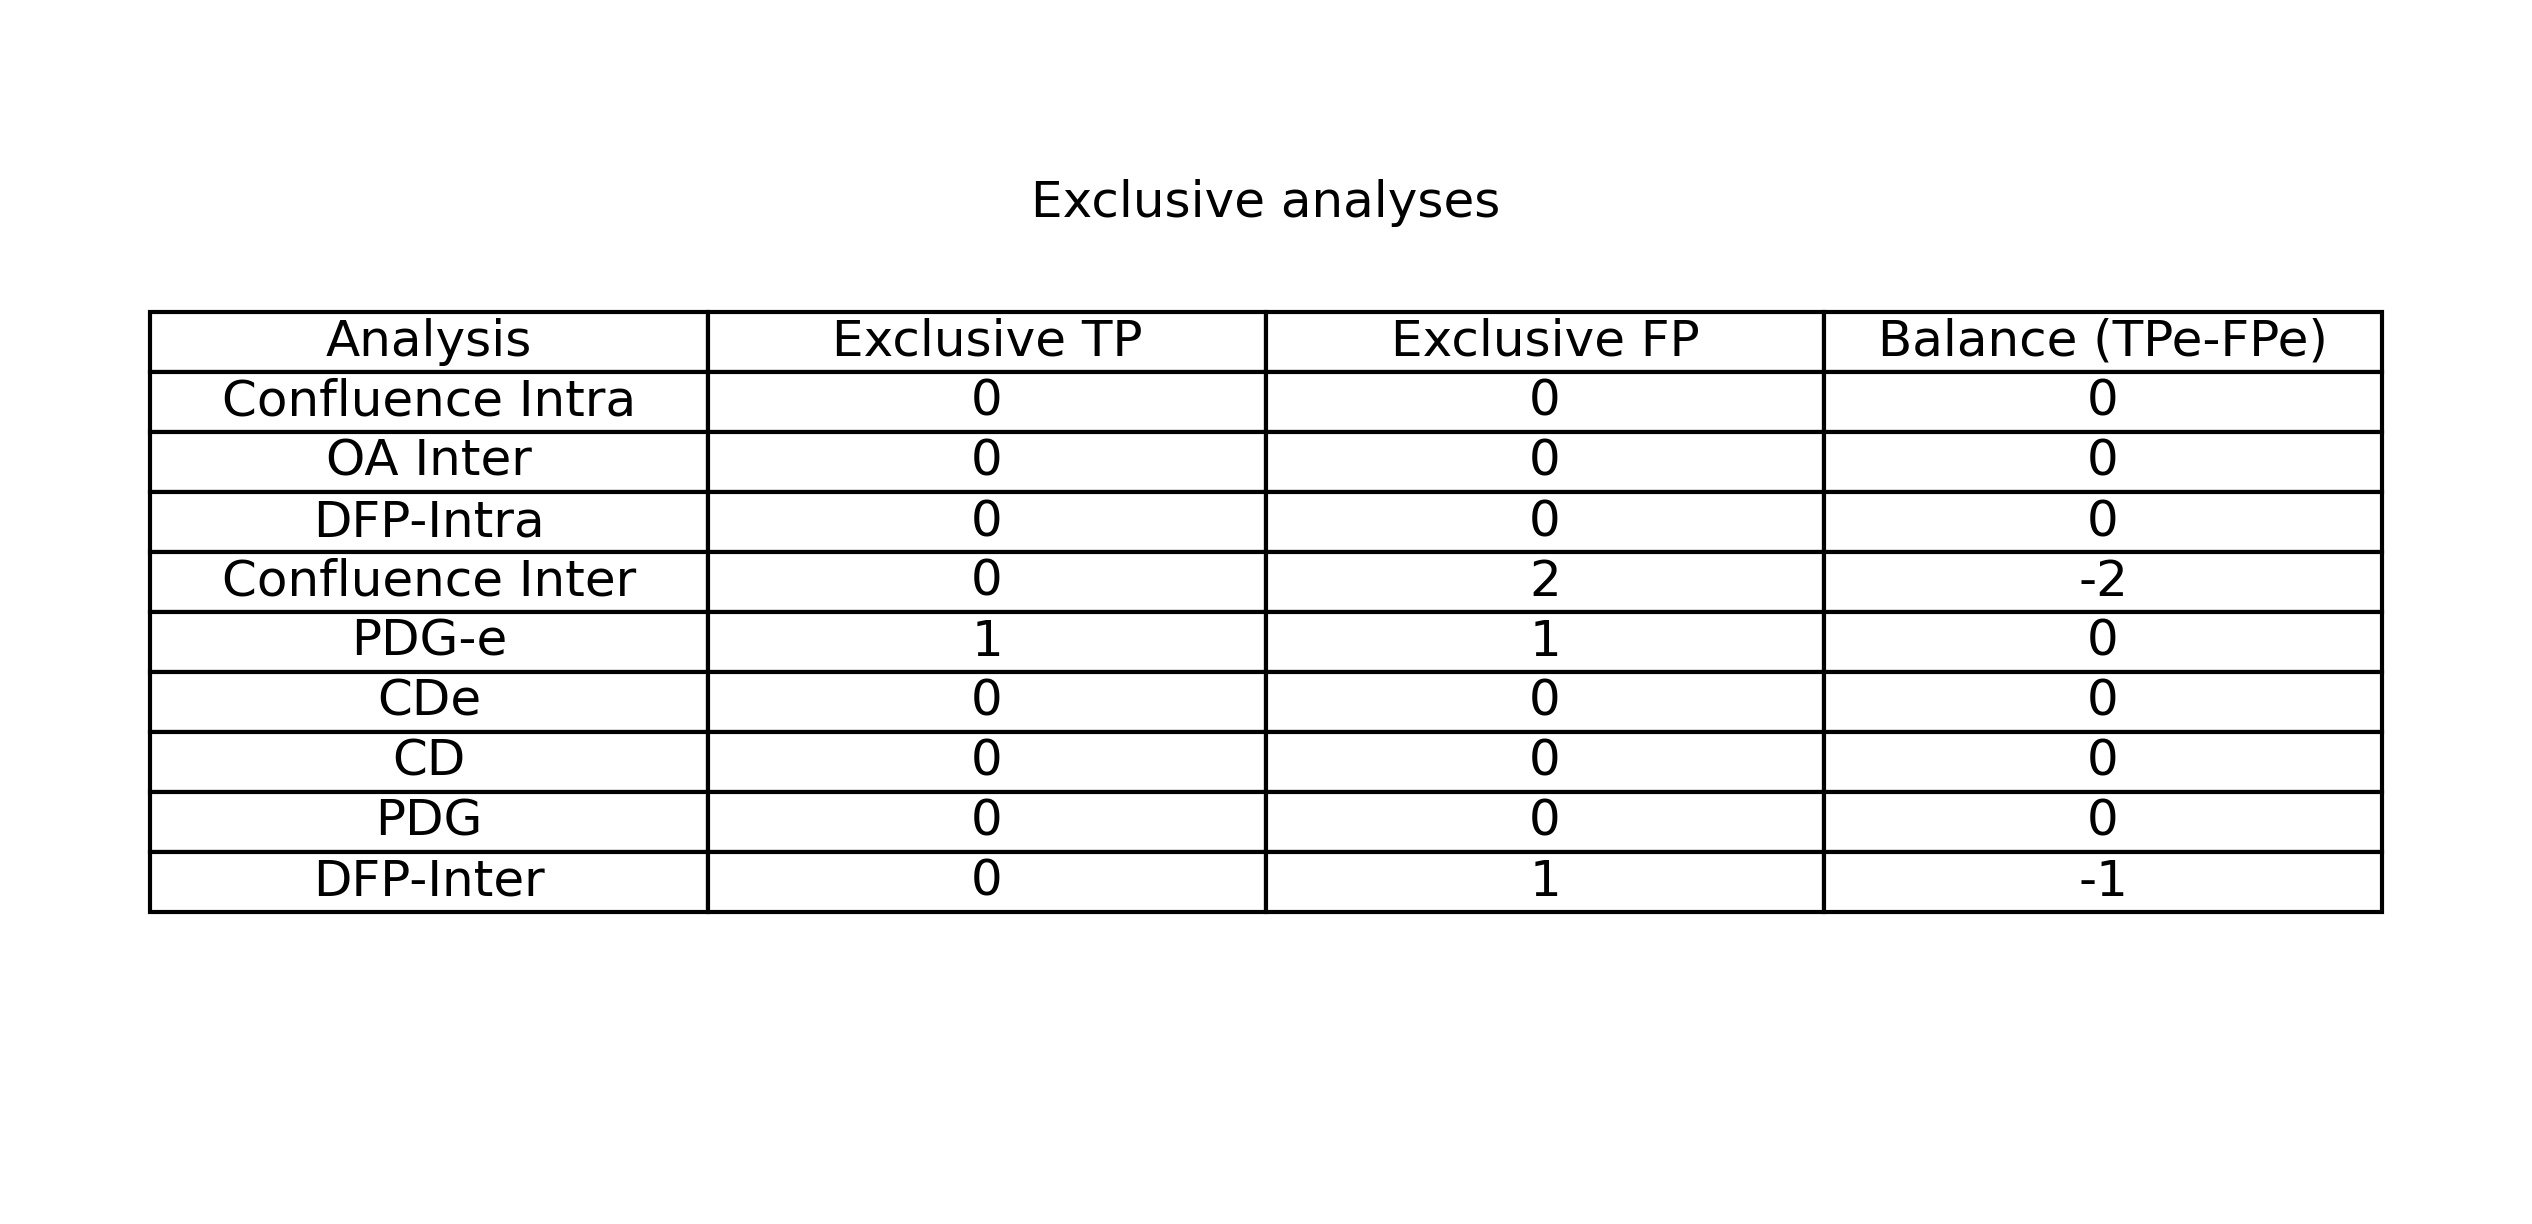 Exclusive analyses
Analysis Exclusive TP Exclusive FP Balance (TPe-FPe)
Confluence Intra 0 0 0
OA Inter 0 0 0
DFP-Intra 0 0 0
Confluence Inter 0 2 -2
PDG-e 1 1 0
CDe 0 0 0
CD 0 0 0
PDG 0 0 0
DFP-Inter 0 1 -1